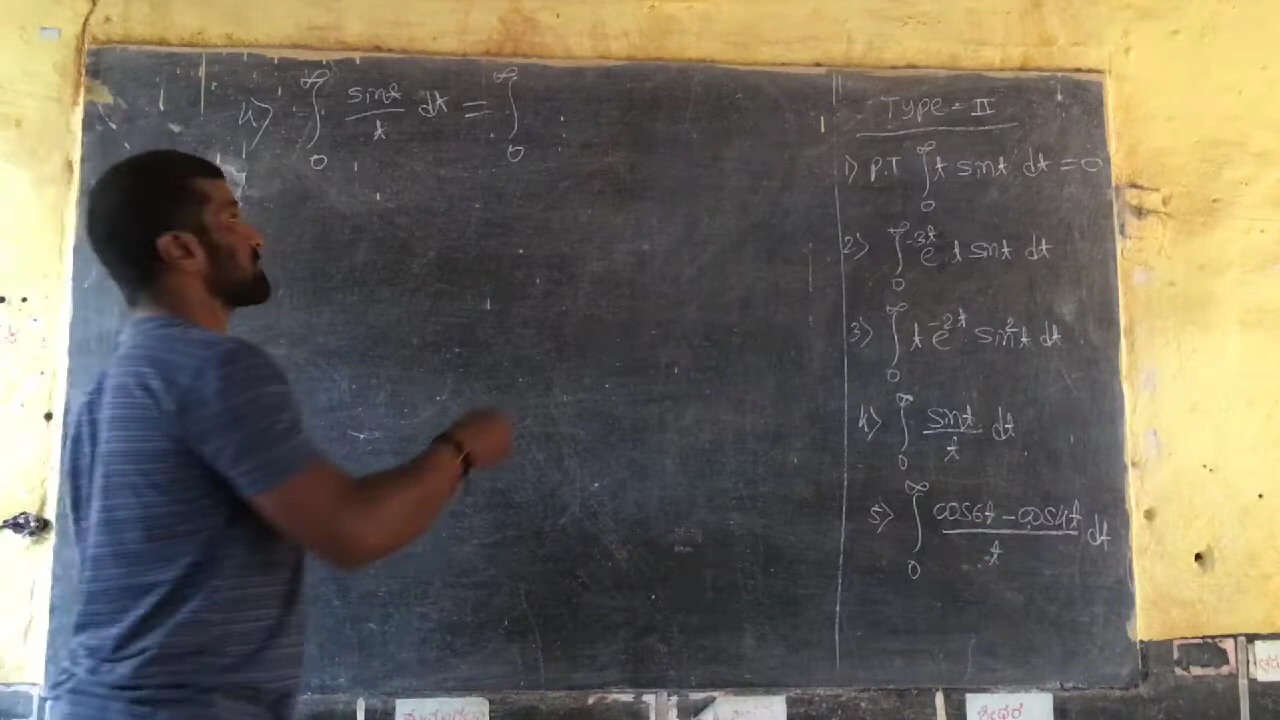 4) ∫₀^∞ sint/t dt = ∫₀^∞
Type - II
1) P.T ∫₀^∞ t sint dt = 0
2) ∫₀^∞ e^-3t t sint dt
3) ∫₀^∞ t e^-2t sin²t dt
4) ∫₀^∞ sint/t dt
5) ∫₀^∞ cos6t - cos4t/t dt